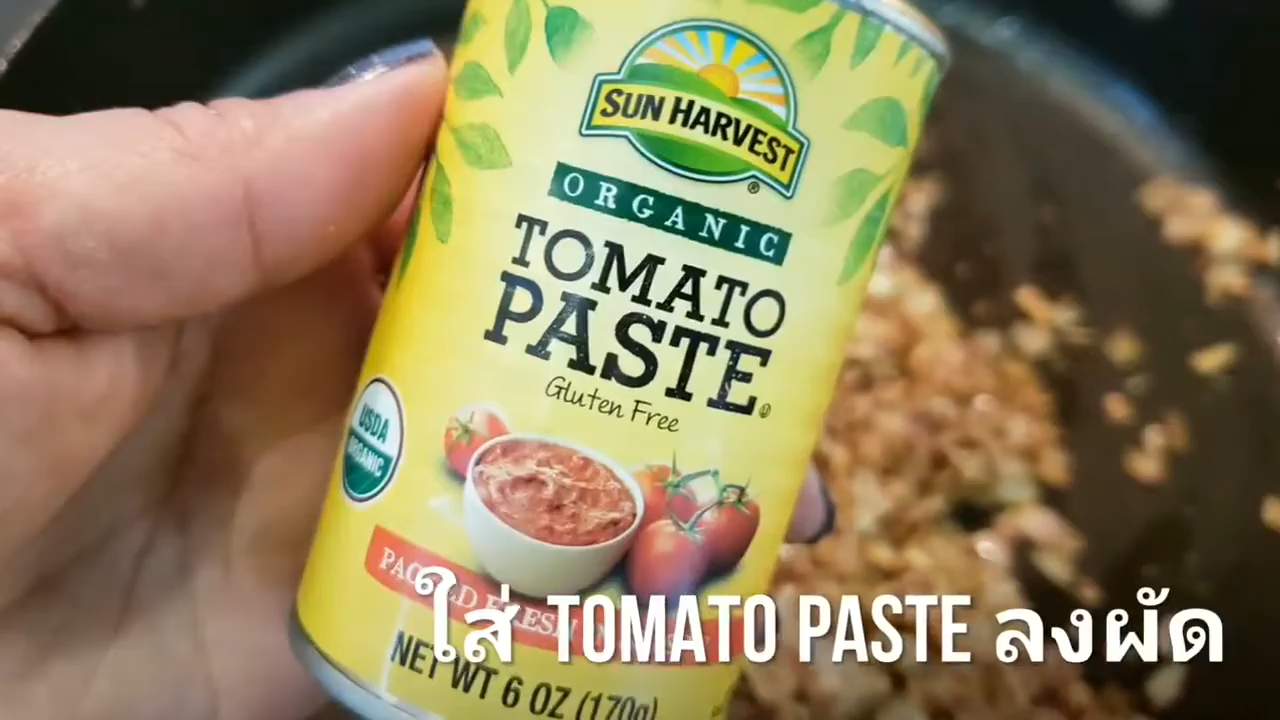 SUN HARVEST
®
ORGANIC
TOMATO
PASTE
Gluten Free
USDA
ORGANIC
ใส่ TOMATO PASTE ลงผัด
NET WT 6 OZ (170g)